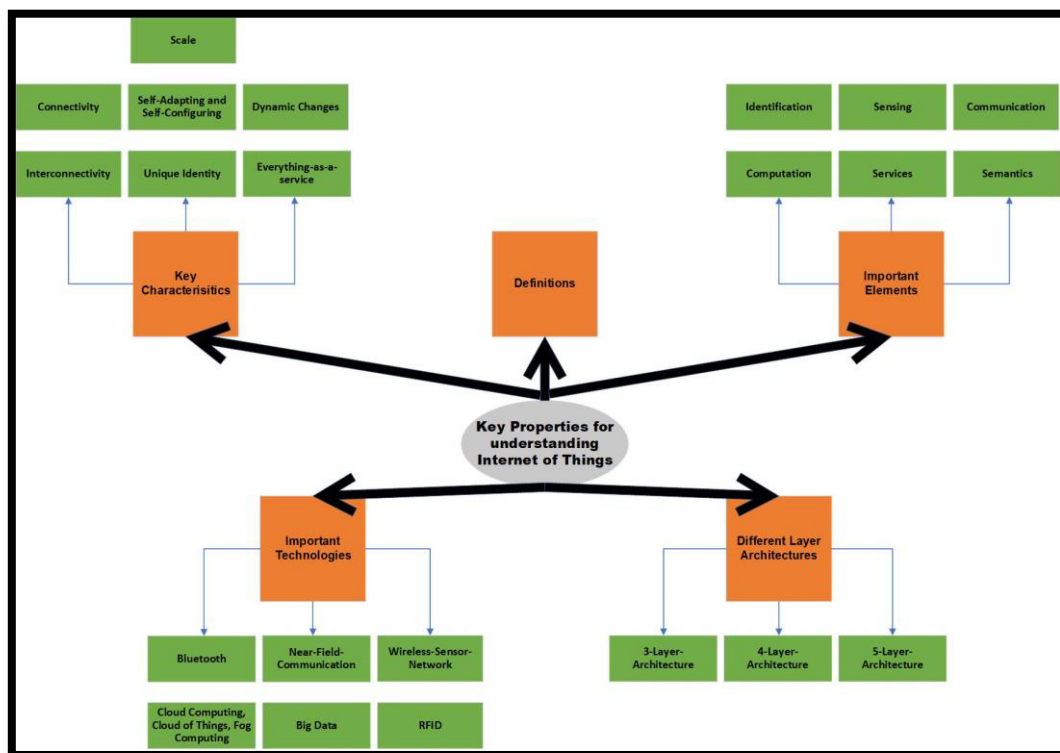 Scale
Connectivity
Self-Adapting and
Self-Configuring
Dynamic Changes
Interconnectivity
Unique Identity
Everything-as-a-
service
Identification
Sensing
Communication
Computation
Services
Semantics
Key
Characterisitics
Definitions
Important
Elements
Key Properties for
understanding
Internet of Things
Important
Technologies
Different Layer
Architectures
Bluetooth
Near-Field-
Communication
Wireless-Sensor-
Network
3-Layer-
Architecture
4-Layer-
Architecture
5-Layer-
Architecture
Cloud Computing,
Cloud of Things, Fog
Computing
Big Data
RFID